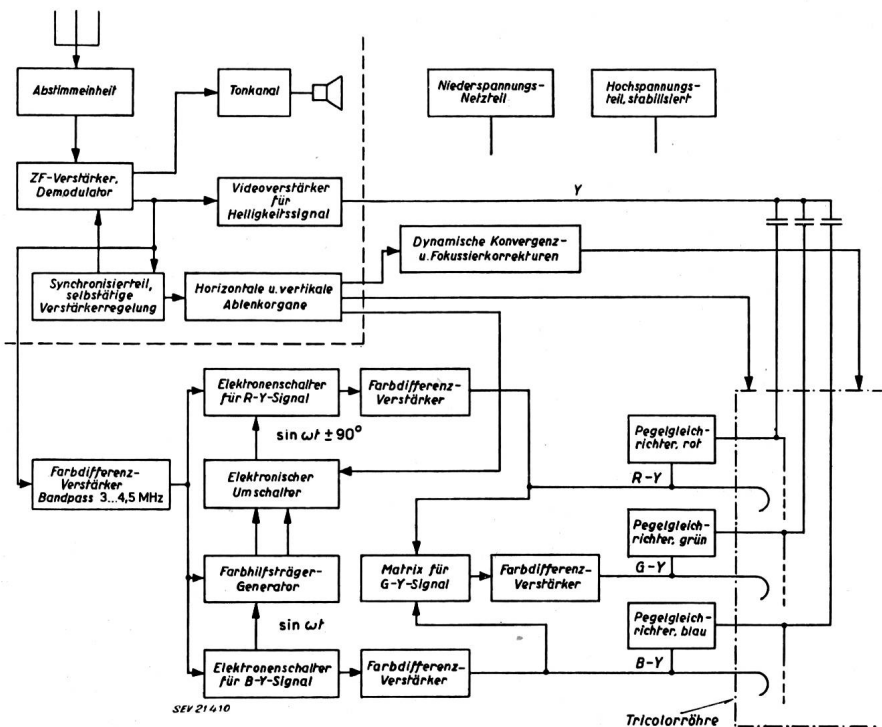 Abstimmeinheit
Tonkanal
Niederspannungs-
Netzteil
Hochspannungs-
teil, stabilisiert
ZF-Verstärker,
Demodulator
Videoverstärker
für
Helligkeitssignal
Y
Dynamische Konvergenz-
u. Fokussierkorrekturen
Synchronisierteil,
selbstätige
Verstärkerregelung
Horizontale u. vertikale
Ablenkorgane
Elektronenschalter
für R-Y-Signal
Farbdifferenz-
Verstärker
sin ωt ± 90°
Pegelgleich-
richter, rot
Farbdifferenz-
Verstärker
Bandpass 3...4,5 MHz
Elektronischer
Umschalter
R-Y
Pegelgleich-
richter, grün
Farbhilfsträger-
Generator
Matrix für
G-Y-Signal
Farbdifferenz-
Verstärker
G-Y
sin ωt
Pegelgleich-
richter, blau
Elektronenschalter
für B-Y-Signal
Farbdifferenz-
Verstärker
B-Y
SEV 21410
Tricolorröhre